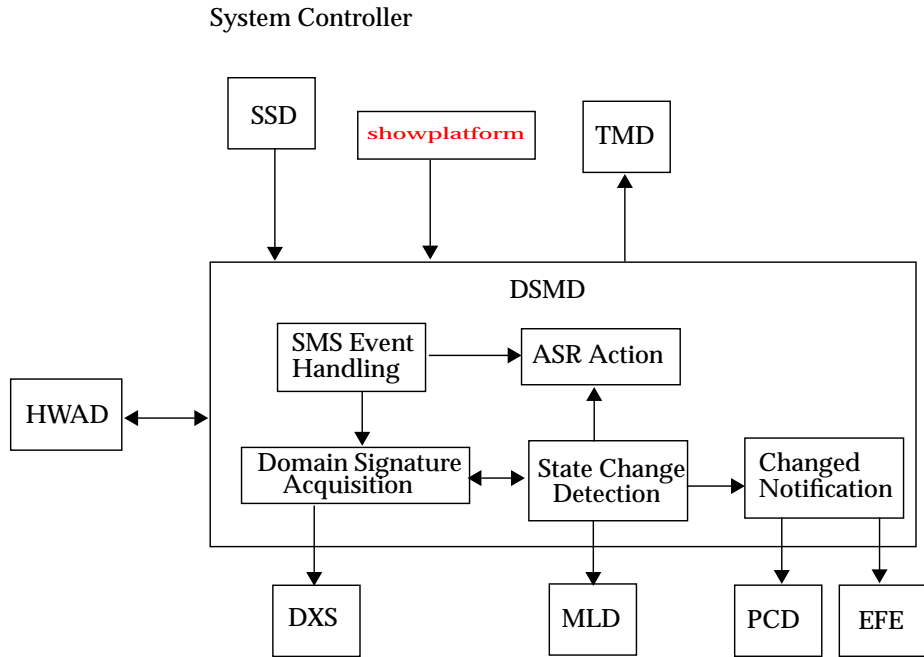 System Controller
SSD
showplatform
TMD
DSMD
SMS Event
Handling
ASR Action
HWAD
Domain Signature
Acquisition
State Change
Detection
Changed
Notification
DXS
MLD
PCD
EFE